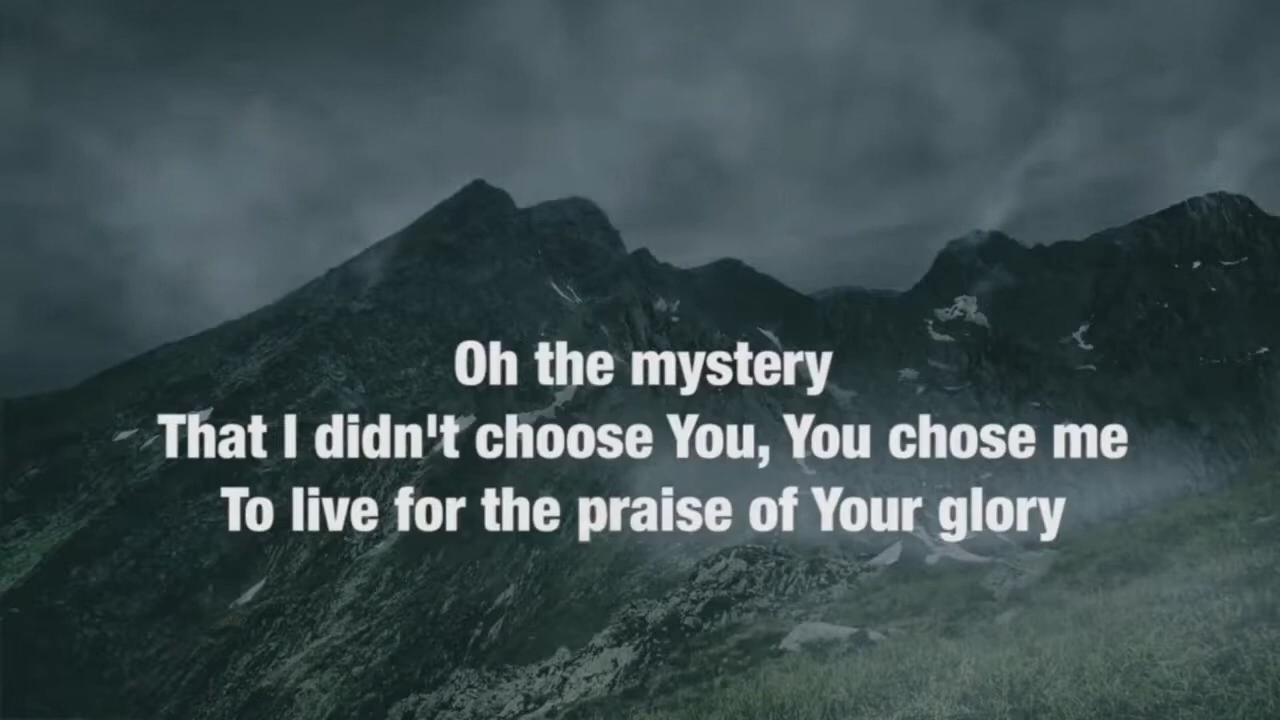 Oh the mystery
That I didn't choose You, You chose me
To live for the praise of Your glory